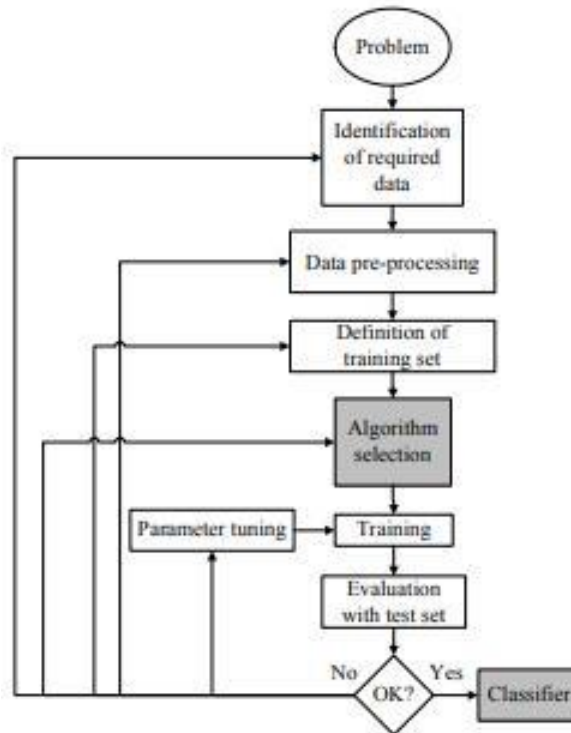 Problem
Identification
of required
data
Data pre-processing
Definition of
training set
Algorithm
selection
Parameter tuning
Training
Evaluation
with test set
No
OK?
Yes
Classifier